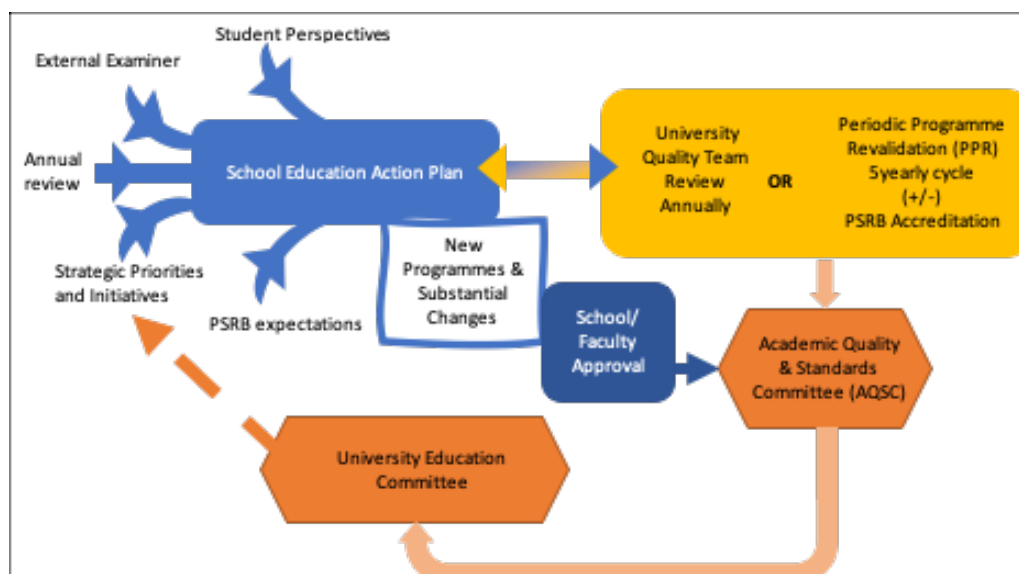 Student Perspectives
External Examiner
Annual
review
School Education Action Plan
Strategic Priorities
and Initiatives
PSRB expectations
New
Programmes &
Substantial
Changes
School/
Faculty
Approval
University
Quality Team
Review
Annually
OR
Periodic Programme
Revalidation (PPR)
5yearly cycle
(+/-)
PSRB Accreditation
Academic Quality
& Standards
Committee (AQSC)
University Education
Committee